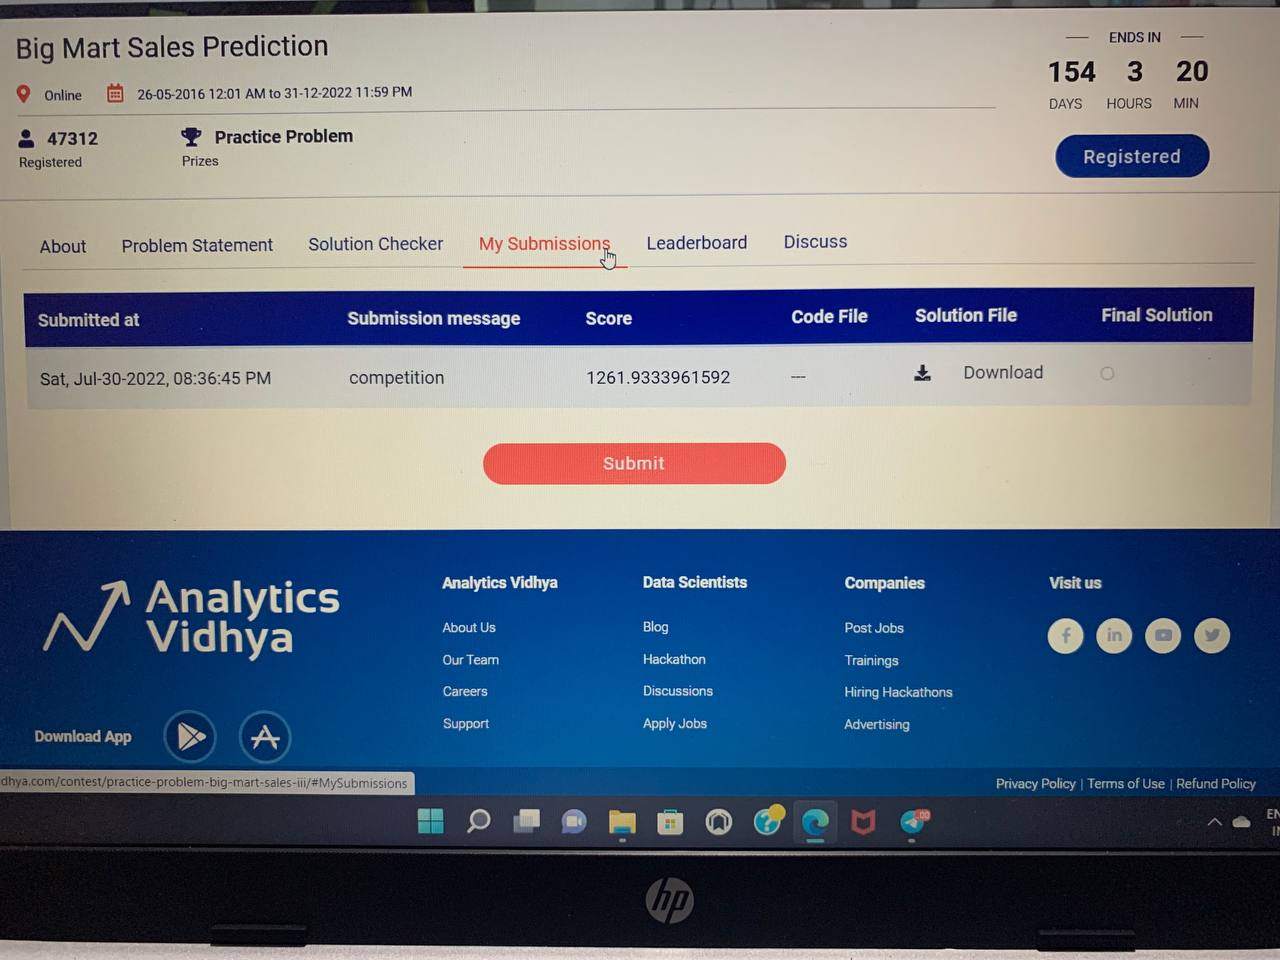 Big Mart Sales Prediction
ENDS IN
154 3 20
DAYS HOURS MIN
Online 26-05-2016 12:01 AM to 31-12-2022 11:59 PM
47312 Practice Problem
Registered Prizes
Registered
About Problem Statement Solution Checker My Submissions Leaderboard Discuss
Submitted at Submission message Score Code File Solution File Final Solution
Sat, Jul-30-2022, 08:36:45 PM competition 1261.9333961592 --- Download
Submit
Analytics
Vidhya
Analytics Vidhya Data Scientists Companies Visit us
About Us Blog Post Jobs
Our Team Hackathon Trainings
Careers Discussions Hiring Hackathons
Support Apply Jobs Advertising
Download App
dhya.com/contest/practice-problem-big-mart-sales-iii/#MySubmissions
Privacy Policy | Terms of Use | Refund Policy
hp